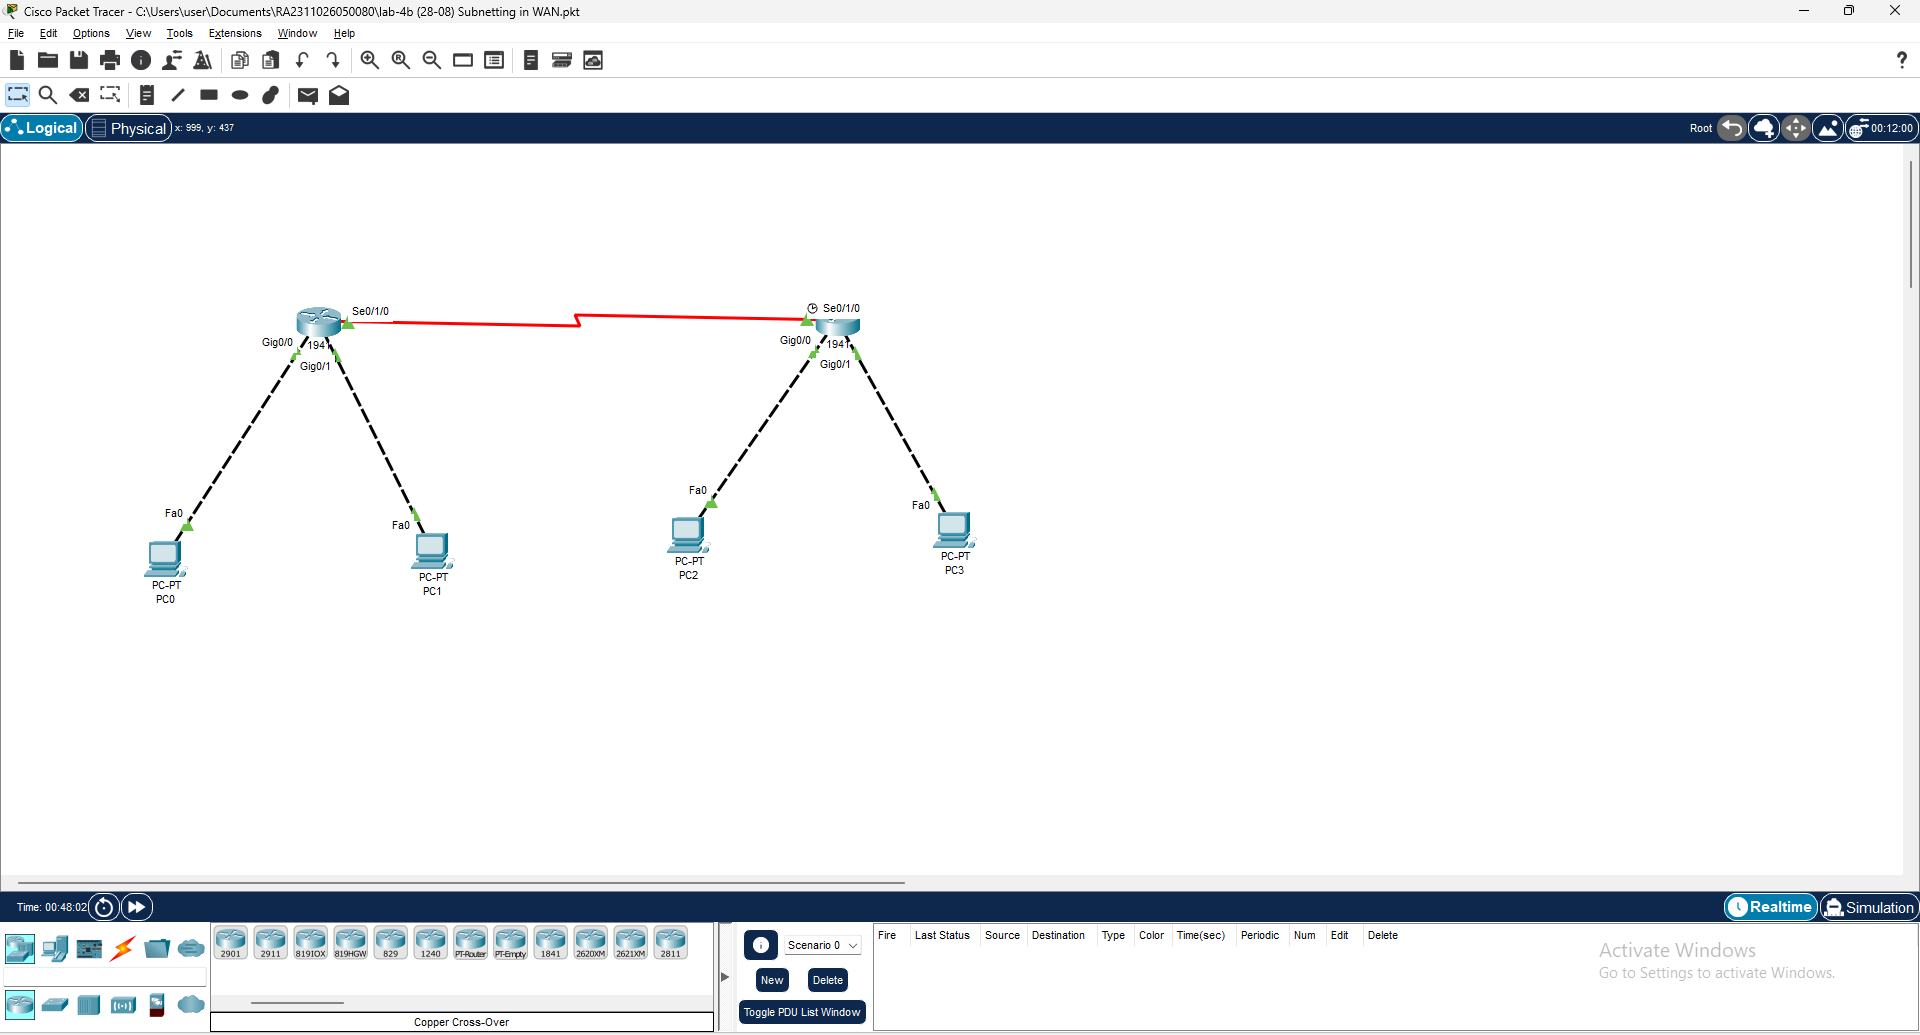 Cisco Packet Tracer - C:\Users\user\Documents\RA2311026050080\lab-4b (28-08) Subnetting in WAN.pkt
File Edit Options View Tools Extensions Window Help
Logical Physical x: 999, y: 437 Root 00:12:00
Se0/1/0
Gig0/0
1941
Gig0/1
Se0/1/0
Gig0/0
1941
Gig0/1
Fa0
PC-PT
PC0
Fa0
PC-PT
PC1
Fa0
PC-PT
PC2
Fa0
PC-PT
PC3
Time: 00:48:02 Realtime Simulation
2901 2911 819IOX 819HGW 829 1240 PT-Router PT-Empty 1841 2620XM 2621XM 2811
Copper Cross-Over
Scenario 0
New Delete
Toggle PDU List Window
Fire Last Status Source Destination Type Color Time(sec) Periodic Num Edit Delete
Activate Windows
Go to Settings to activate Windows.